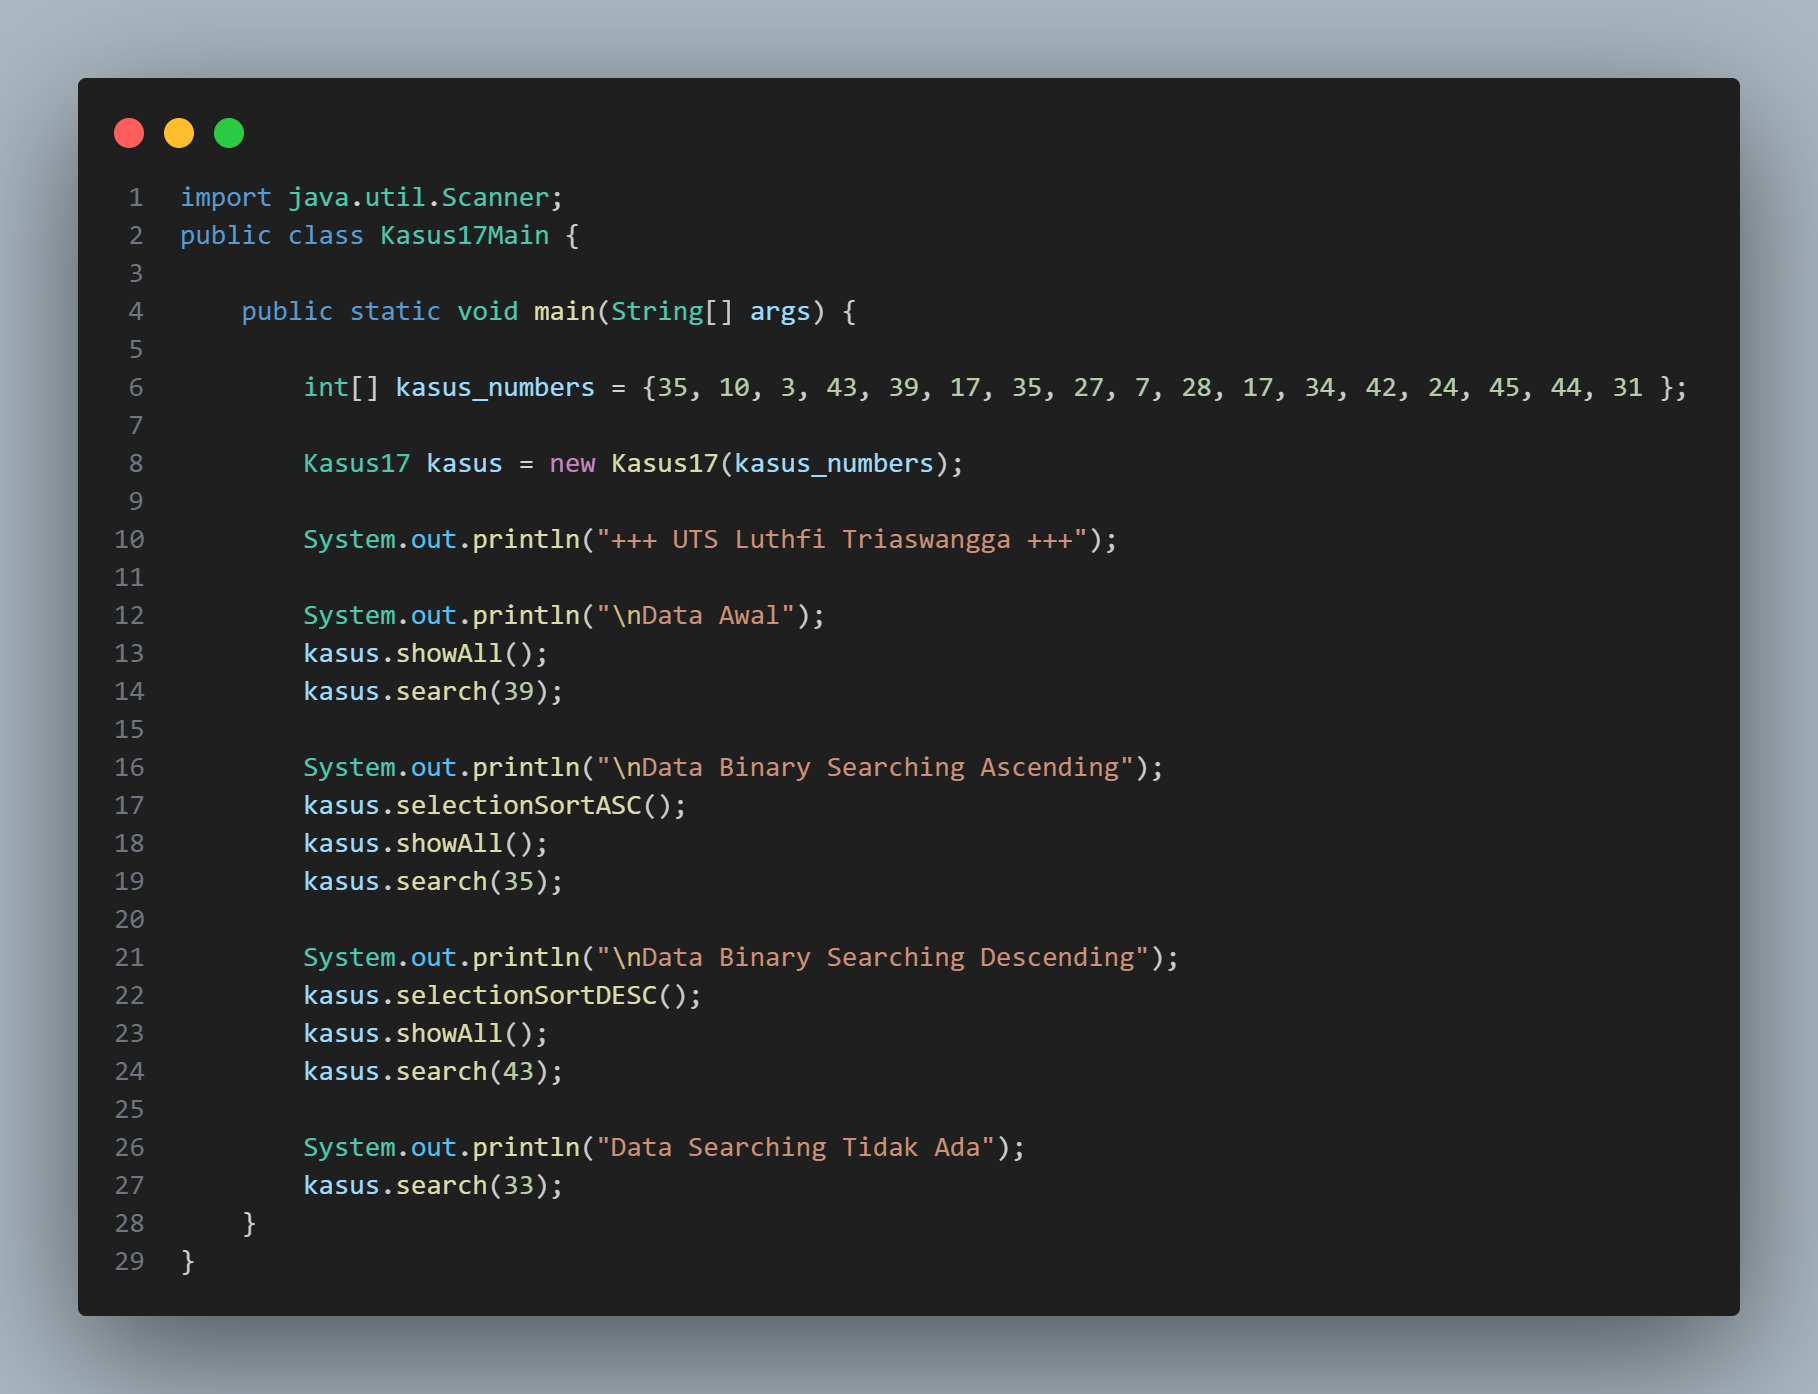 1 import java.util.Scanner;
2 public class Kasus17Main {
3
4     public static void main(String[] args) {
5
6         int[] kasus_numbers = {35, 10, 3, 43, 39, 17, 35, 27, 7, 28, 17, 34, 42, 24, 45, 44, 31 };
7
8         Kasus17 kasus = new Kasus17(kasus_numbers);
9
10         System.out.println("+++ UTS Luthfi Triaswangga +++");
11
12         System.out.println("\nData Awal");
13         kasus.showAll();
14         kasus.search(39);
15
16         System.out.println("\nData Binary Searching Ascending");
17         kasus.selectionSortASC();
18         kasus.showAll();
19         kasus.search(35);
20
21         System.out.println("\nData Binary Searching Descending");
22         kasus.selectionSortDESC();
23         kasus.showAll();
24         kasus.search(43);
25
26         System.out.println("Data Searching Tidak Ada");
27         kasus.search(33);
28     }
29 }